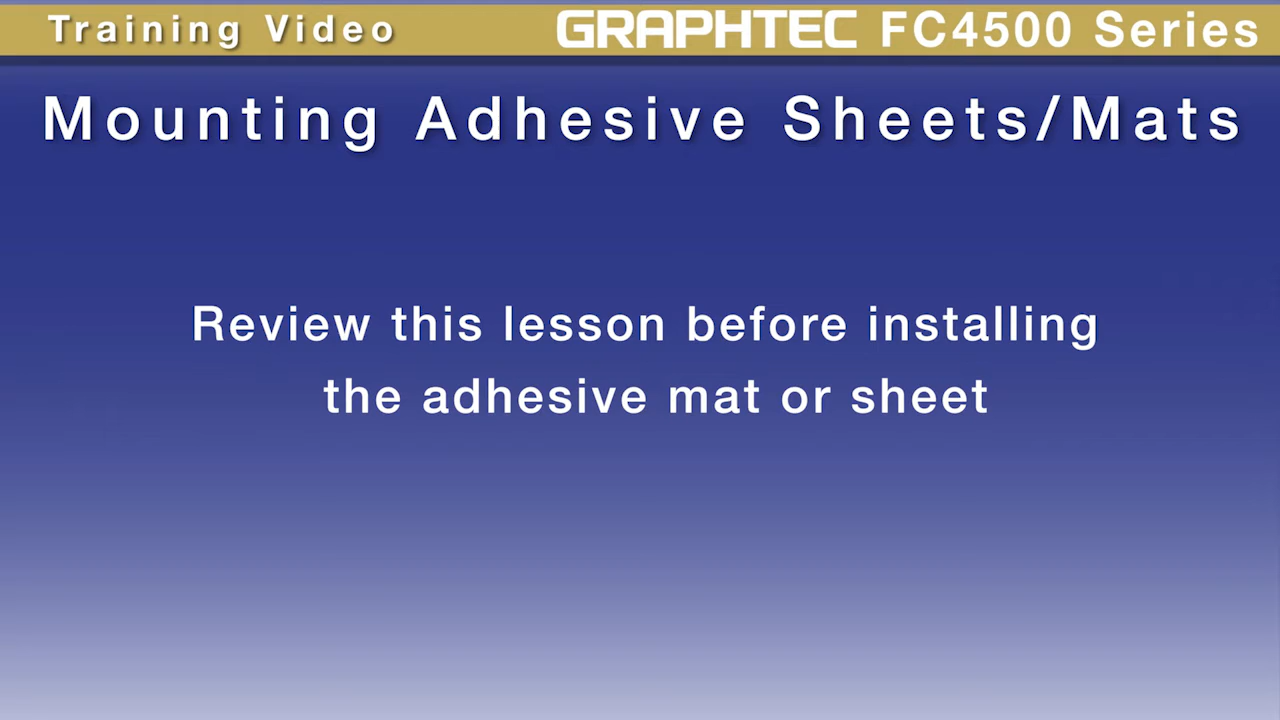 Training Video
GRAPHTEC FC4500 Series
Mounting Adhesive Sheets/Mats
Review this lesson before installing
the adhesive mat or sheet